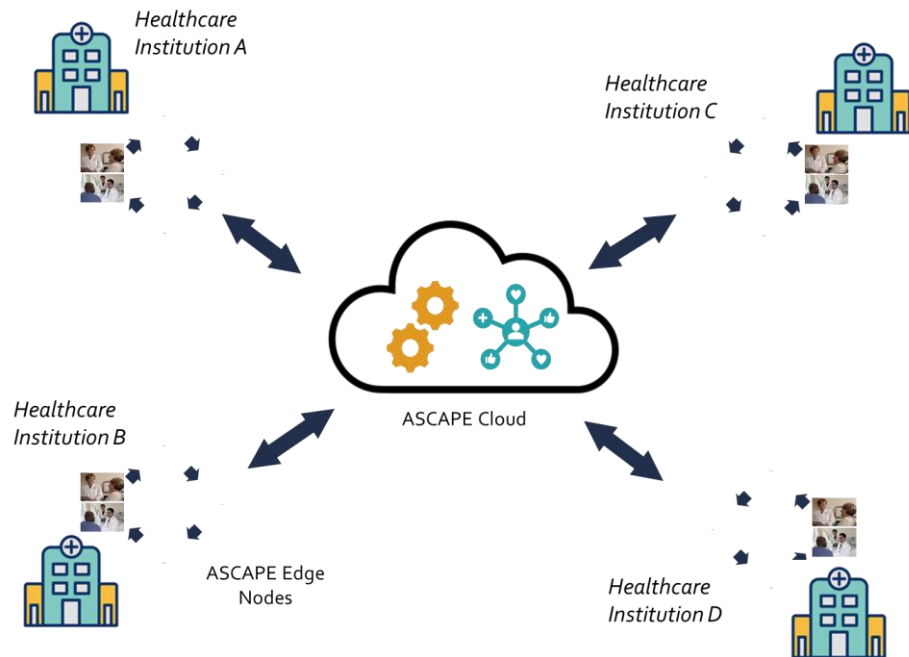 Healthcare
Institution A
Healthcare
Institution C
ASCAPE Cloud
Healthcare
Institution B
ASCAPE Edge
Nodes
Healthcare
Institution D